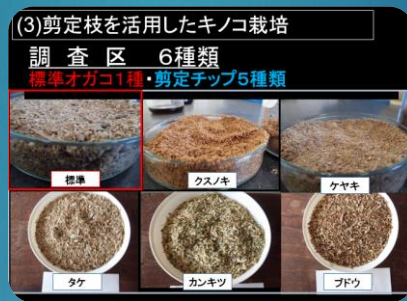 (3)剪定枝を活用したキノコ栽培
調 査 区 6種類
標準オガコ1種・剪定チップ5種類
標準
クスノキ
ケヤキ
タケ
カンキツ
ブドウ